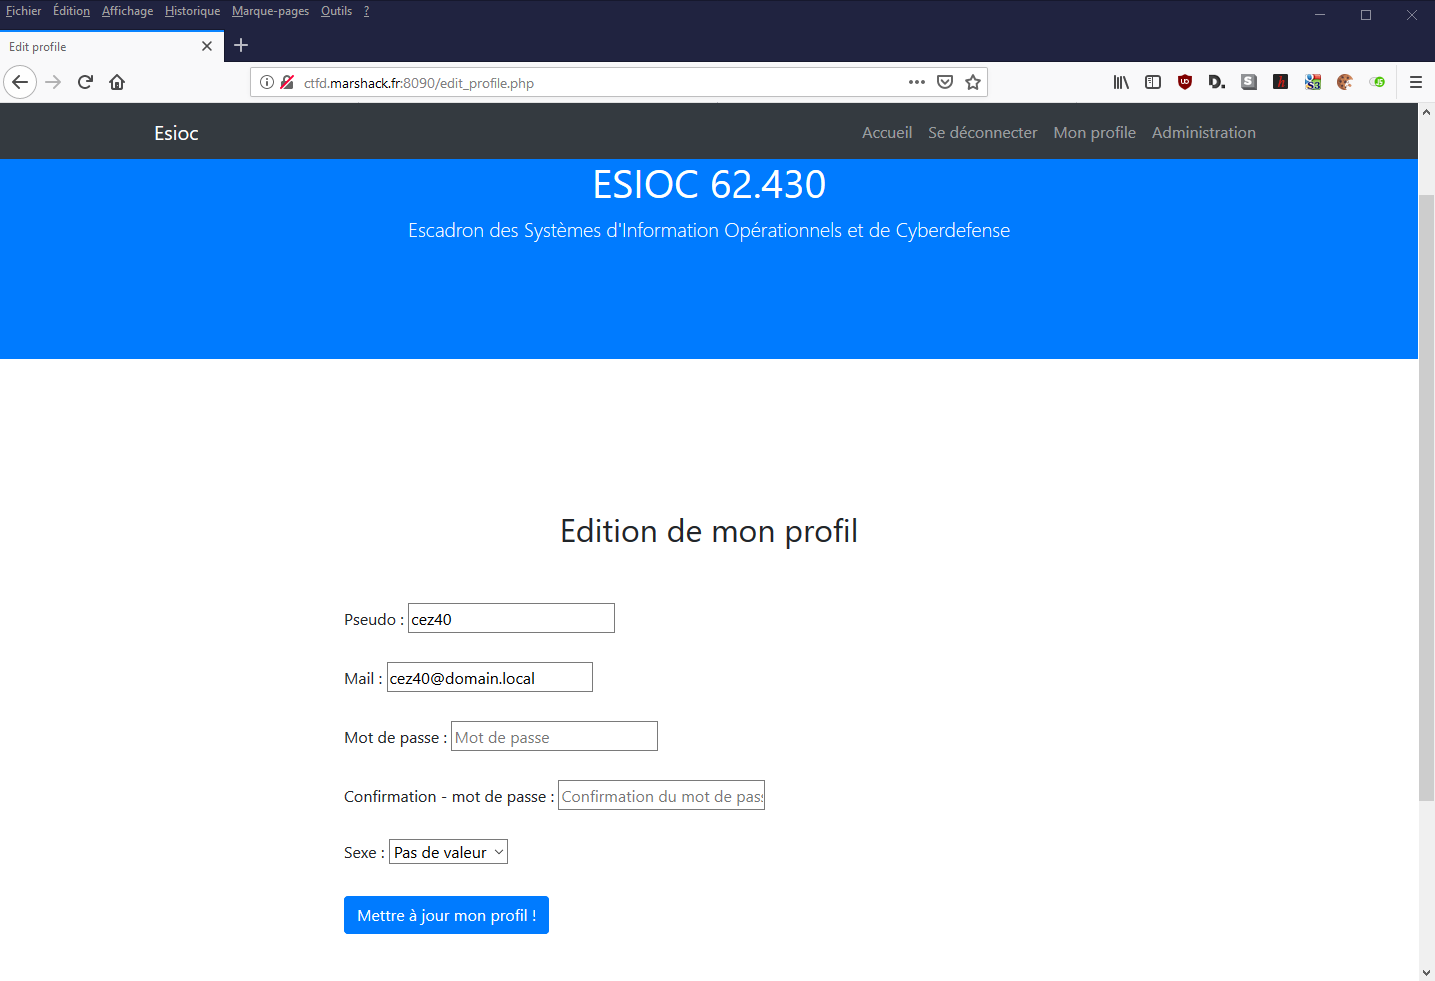 Fichier Édition Affichage Historique Marque-pages Outils ?
Edit profile
ctfd.marshack.fr:8090/edit_profile.php
Esioc Accueil Se déconnecter Mon profile Administration
ESIOC 62.430
Escadron des Systèmes d'Information Opérationnels et de Cyberdefense
Edition de mon profil
Pseudo : cez40
Mail : cez40@domain.local
Mot de passe : Mot de passe
Confirmation - mot de passe : Confirmation du mot de pas
Sexe : Pas de valeur
Mettre à jour mon profil !